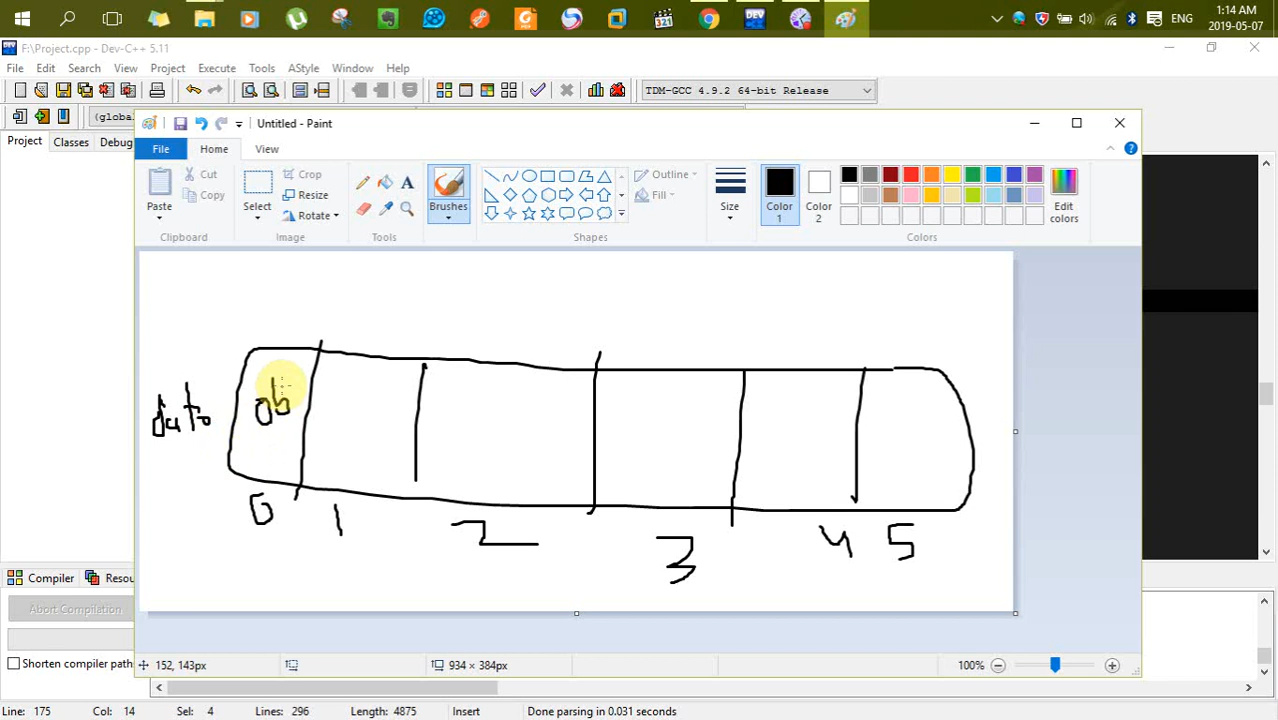 1:14 AM
ENG
2019-05-07
F:\Project.cpp - Dev-C++ 5.11
File Edit Search View Project Execute Tools AStyle Window Help
TDM-GCC 4.9.2 64-bit Release
(global
Project Classes Debug
Untitled - Paint
File Home View
Paste
Cut
Copy
Clipboard
Select
Crop
Resize
Rotate
Image
Tools
Brushes
Outline
Fill
Shapes
Size
Color 1
Color 2
Edit colors
Colors
data
ob
0 1 2 3 4 5
152, 143px
934 × 384px
100%
Compiler Resou
Abort Compilation
Shorten compiler path
Line: 175 Col: 14 Sel: 4 Lines: 296 Length: 4875 Insert Done parsing in 0.031 seconds